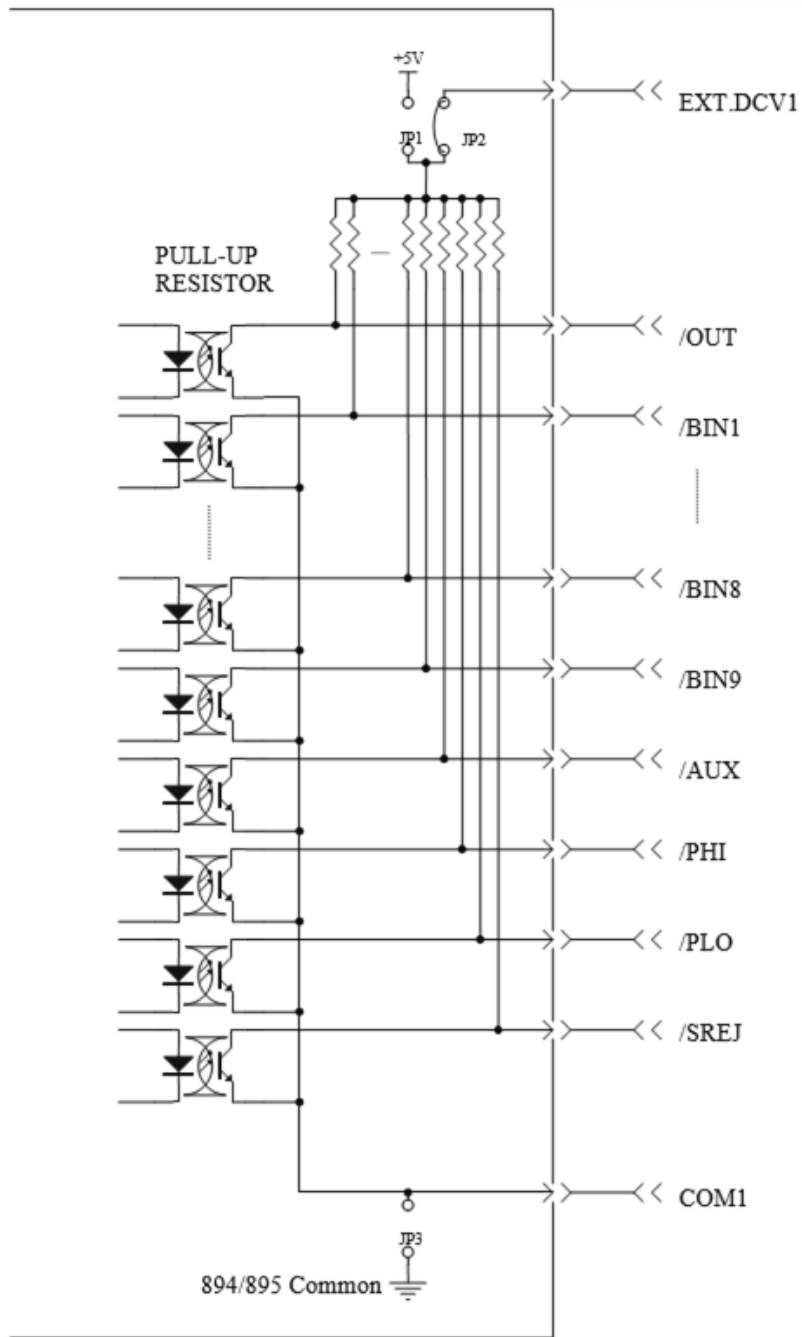 +5V
EXT.DCV1
JP1
JP2
PULL-UP
RESISTOR
/OUT
/BIN1
/BIN8
/BIN9
/AUX
/PHI
/PLO
/SREJ
COM1
JP3
894/895 Common